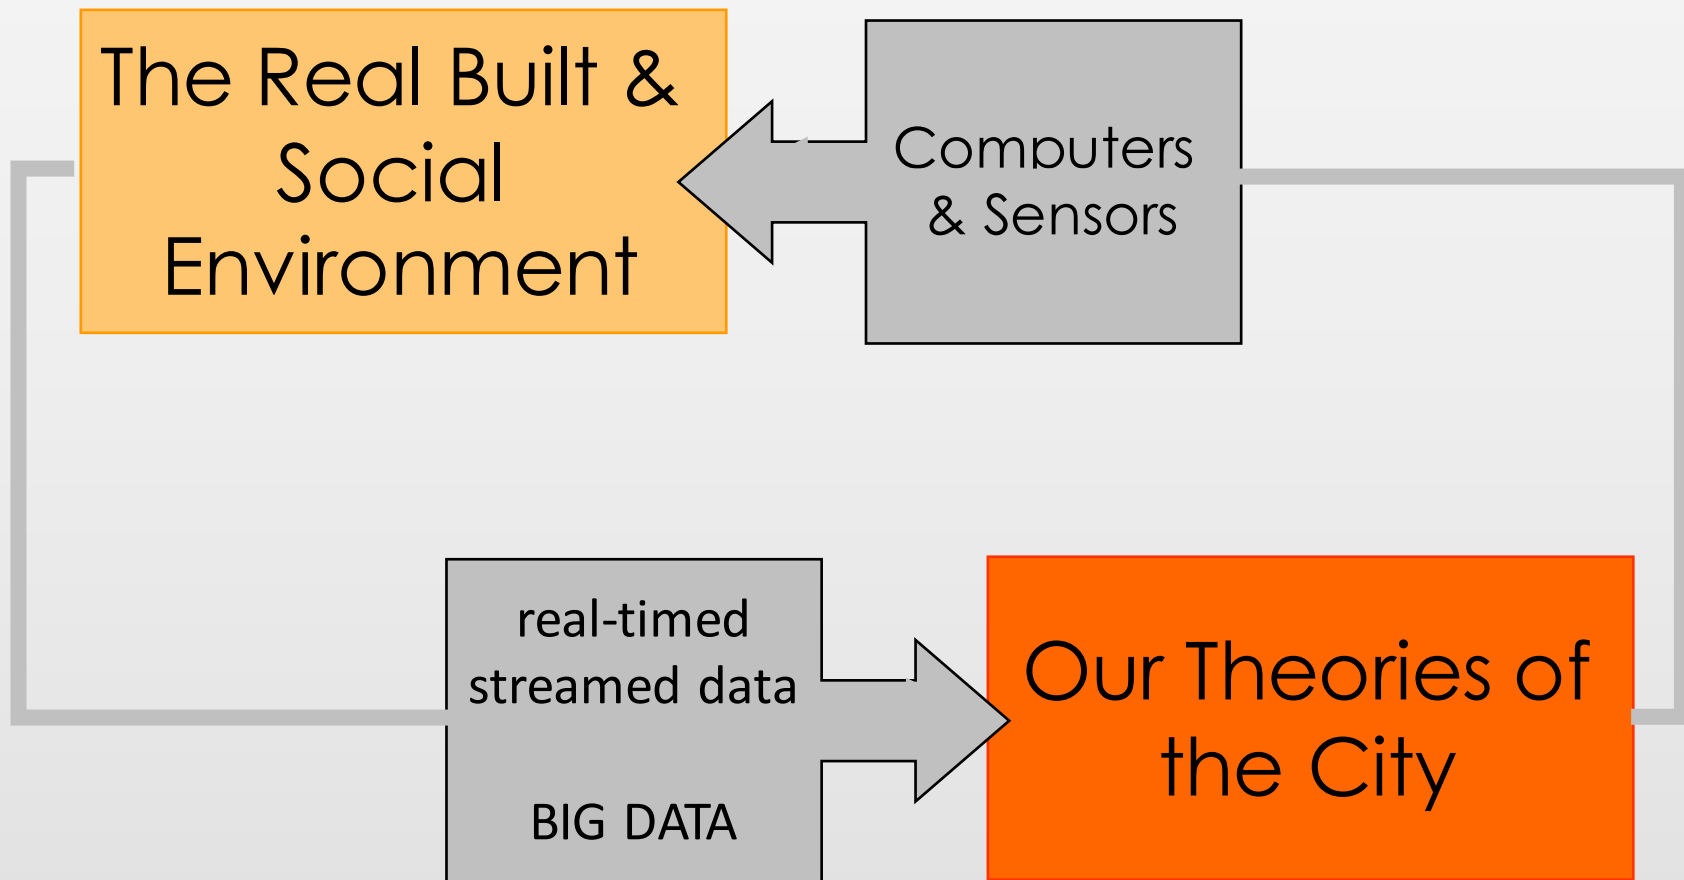 The Real Built &
Social
Environment
Computers
& Sensors
real-timed
streamed data
BIG DATA
Our Theories of
the City